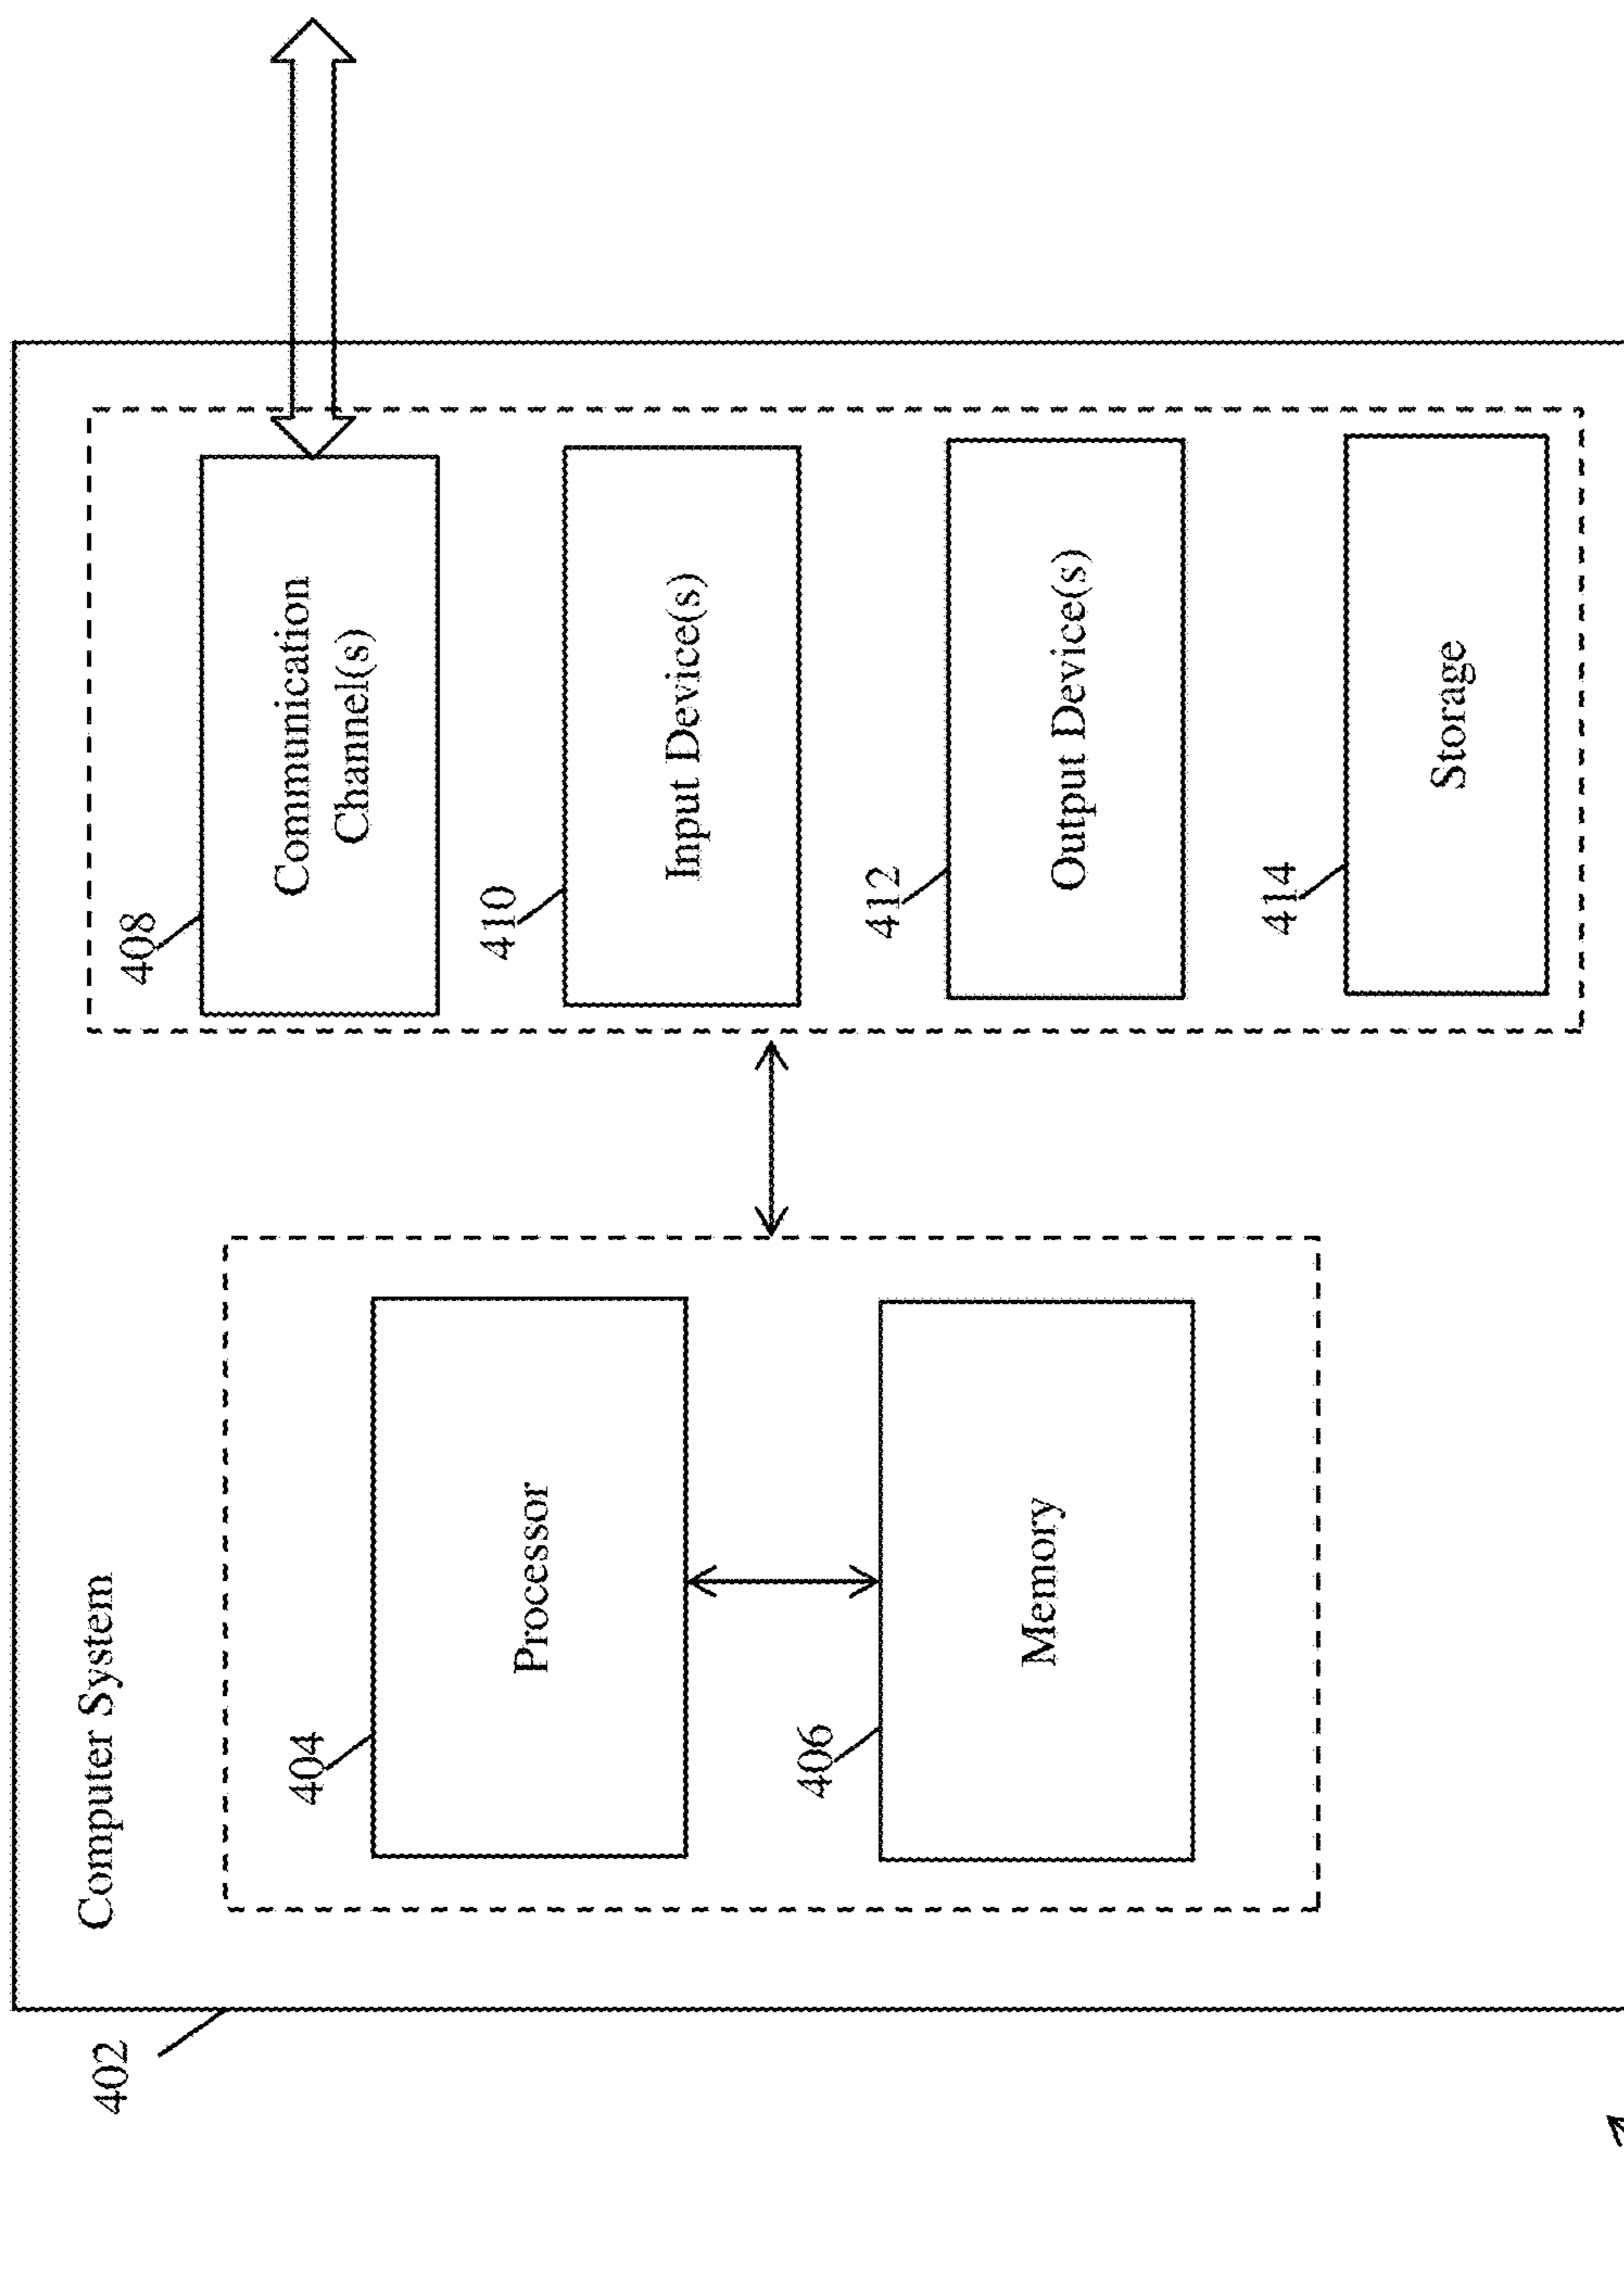 402
Computer System
404
Processor
406
Memory
408
Communication
Channel(s)
410
Input Device(s)
412
Output Device(s)
414
Storage